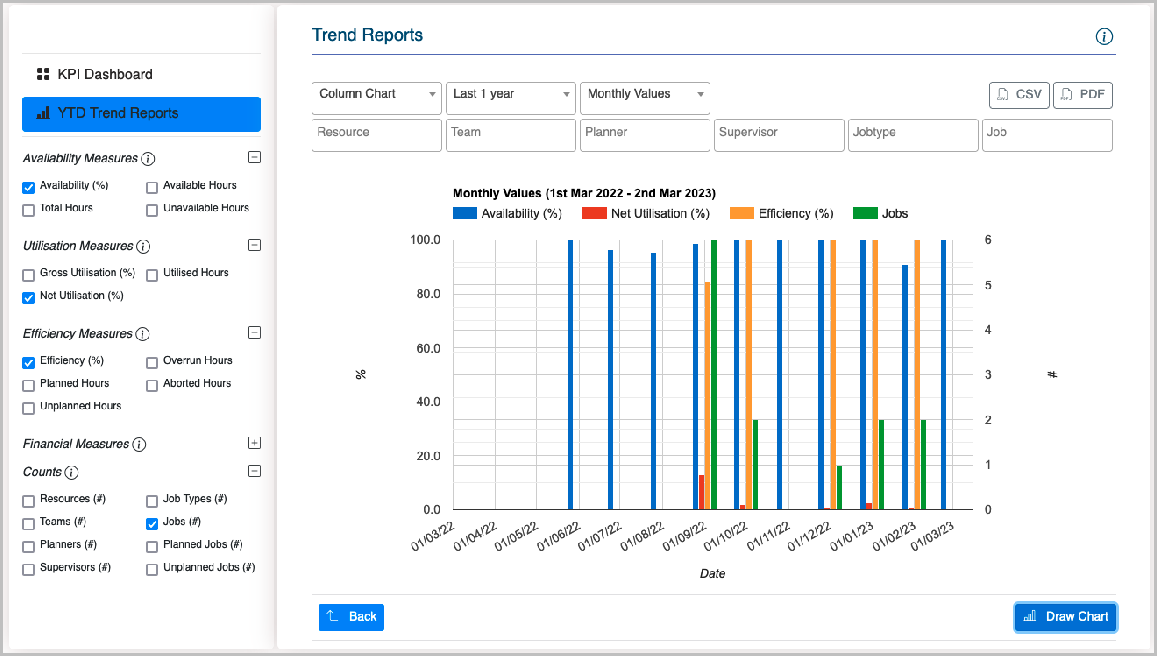 Trend Reports
KPI Dashboard
YTD Trend Reports
Availability Measures
Availability (%) Available Hours
Total Hours Unavailable Hours
Utilisation Measures
Gross Utilisation (%) Utilised Hours
Net Utilisation (%)
Efficiency Measures
Efficiency (%) Overrun Hours
Planned Hours Aborted Hours
Unplanned Hours
Financial Measures
Counts
Resources (#) Job Types (#)
Teams (#) Jobs (#)
Planners (#) Planned Jobs (#)
Supervisors (#) Unplanned Jobs (#)
Column Chart Last 1 year Monthly Values CSV PDF
Resource Team Planner Supervisor Jobtype Job
Monthly Values (1st Mar 2022 - 2nd Mar 2023)
Availability (%) Net Utilisation (%) Efficiency (%) Jobs
100.0 6
80.0 5
60.0 4
% 3 #
40.0 2
20.0 1
0.0 0
01/03/22 01/04/22 01/05/22 01/06/22 01/07/22 01/08/22 01/09/22 01/10/22 01/11/22 01/12/22 01/01/23 01/02/23 01/03/23
Date
Back Draw Chart